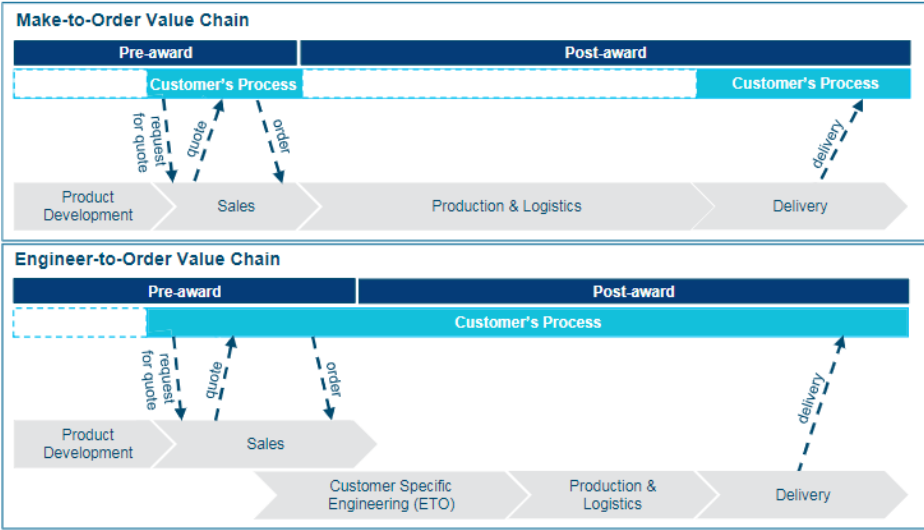 Make-to-Order Value Chain
Pre-award
Post-award
Customer's Process
Customer's Process
request
for quote
quote
order
delivery
Product
Development
Sales
Production & Logistics
Delivery
Engineer-to-Order Value Chain
Pre-award
Post-award
Customer's Process
request
for quote
quote
order
delivery
Product
Development
Sales
Customer Specific
Engineering (ETO)
Production &
Logistics
Delivery